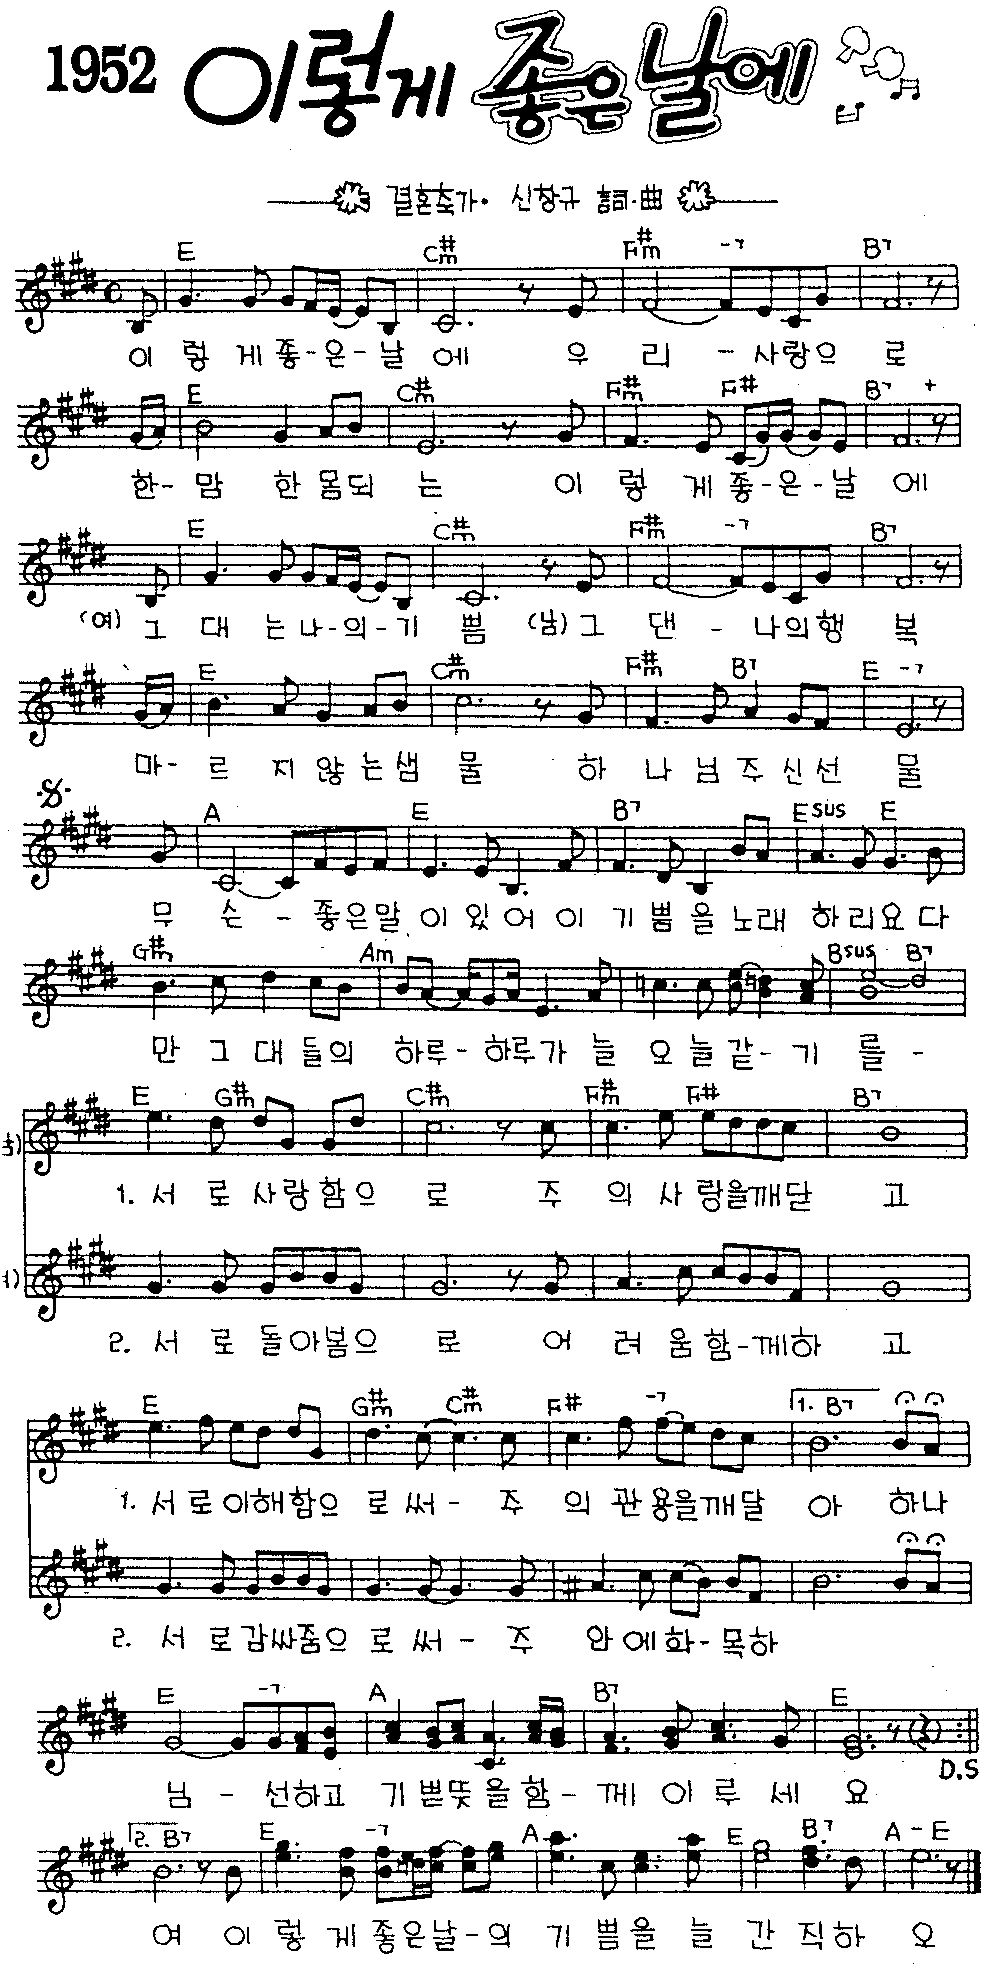 1952 이렇게 좋은 날에
결혼축가· 신창규 詞·曲
E C#m F#m -7 B7
이 렇 게 좋-은-날 에 우 리 - 사랑으 로
E C#m F#m F# B7 +
한-맘 한 몸되 는 이 렇 게 좋-은-날 에
E C#m F#m -7 B7
(여) 그 대 는나-의-기 쁨 (남)그 댄 - 나의행 복
E C#m F#m B7 E -7
마-르 지 않는샘 물 하 나 님 주 신 선 물
A E B7 Esus E
무 슨 - 좋은말 이 있 어 이 기 쁨 을 노 래 하 리 요 다
G#m Am Bsus B7
만 그 대 들의 하루-하루가 늘 오 늘 같-기 를-
E G#m C#m F#m F# B7
1. 서 로 사랑함으 로 주 의 사 랑을깨닫 고
2. 서 로 돌아봄으 로 어 려 움함-께하 고
E G#m C#m F# -7 1. B7
1. 서 로이해함으 로 써- 주 의 관 용을깨달 아 하나
2. 서 로감싸줌으 로 써 - 주 안 에화-목하
E -7 A B7 E
D.S
님 - 선하고 기 쁜뜻 을 함- 께 이 루 세 요
2. B7 E -7 A E B7 A - E
여 이 렇 게 좋은날-의 기 쁨을 늘 간 직하 오